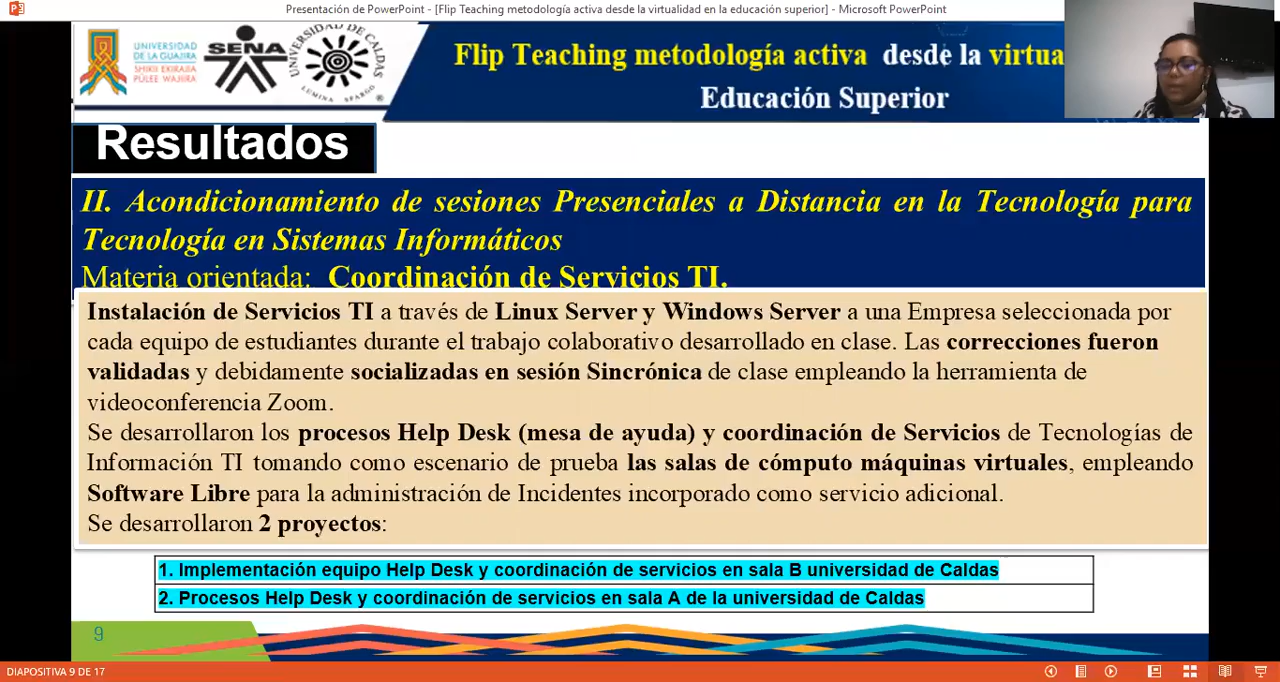 Presentación de PowerPoint - [Flip Teaching metodología activa desde la virtualidad en la educación superior] - Microsoft PowerPoint
UNIVERSIDAD
DE LA GUAJIRA
SHIKII EKIRAJIA
PÜLEE WAJIIRA
SENA
UNIVERSIDAD DE CALDAS
LUMINA SPARGO
Flip Teaching metodología activa desde la virtua
Educación Superior
Resultados
II. Acondicionamiento de sesiones Presenciales a Distancia en la Tecnología para
Tecnología en Sistemas Informáticos
Materia orientada: Coordinación de Servicios TI.
Instalación de Servicios TI a través de Linux Server y Windows Server a una Empresa seleccionada por
cada equipo de estudiantes durante el trabajo colaborativo desarrollado en clase. Las correcciones fueron
validadas y debidamente socializadas en sesión Sincrónica de clase empleando la herramienta de
videoconferencia Zoom.
Se desarrollaron los procesos Help Desk (mesa de ayuda) y coordinación de Servicios de Tecnologías de
Información TI tomando como escenario de prueba las salas de cómputo máquinas virtuales, empleando
Software Libre para la administración de Incidentes incorporado como servicio adicional.
Se desarrollaron 2 proyectos:
1. Implementación equipo Help Desk y coordinación de servicios en sala B universidad de Caldas
2. Procesos Help Desk y coordinación de servicios en sala A de la universidad de Caldas
9
DIAPOSITIVA 9 DE 17